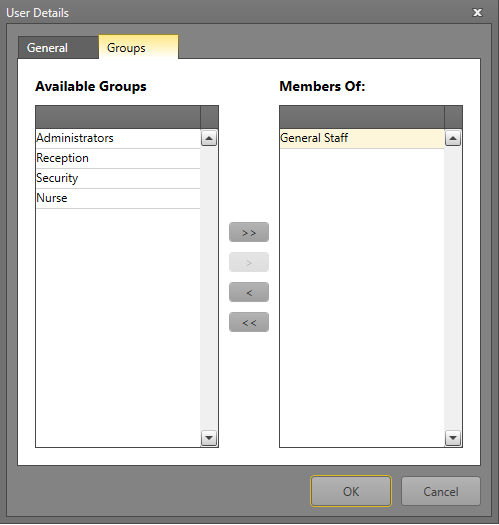 User Details
x
General
Groups
Available Groups
Members Of:
Administrators
Reception
Security
Nurse
General Staff
>>
>
<
<<
OK
Cancel